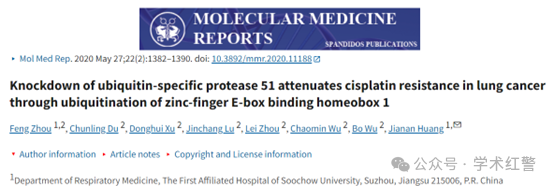 MOLECULAR MEDICINE
REPORTS
SPANDIDOS PUBLICATIONS
Mol Med Rep. 2020 May 27;22(2):1382–1390. doi: 10.3892/mmr.2020.11188
Knockdown of ubiquitin-specific protease 51 attenuates cisplatin resistance in lung cancer
through ubiquitination of zinc-finger E-box binding homeobox 1
Feng Zhou 1,2, Chunling Du 2, Donghui Xu 2, Jinchang Lu 2, Lei Zhou 2, Chaomin Wu 2, Bo Wu 2, Jianan Huang 1,
▸ Author information ▸ Article notes ▸ Copyright and License information
1Department of Respiratory Medicine, The First Affiliated Hospital of Soochow University, Suzhou, Jiangsu 215006, P.R. China
公众号 · 学术红警